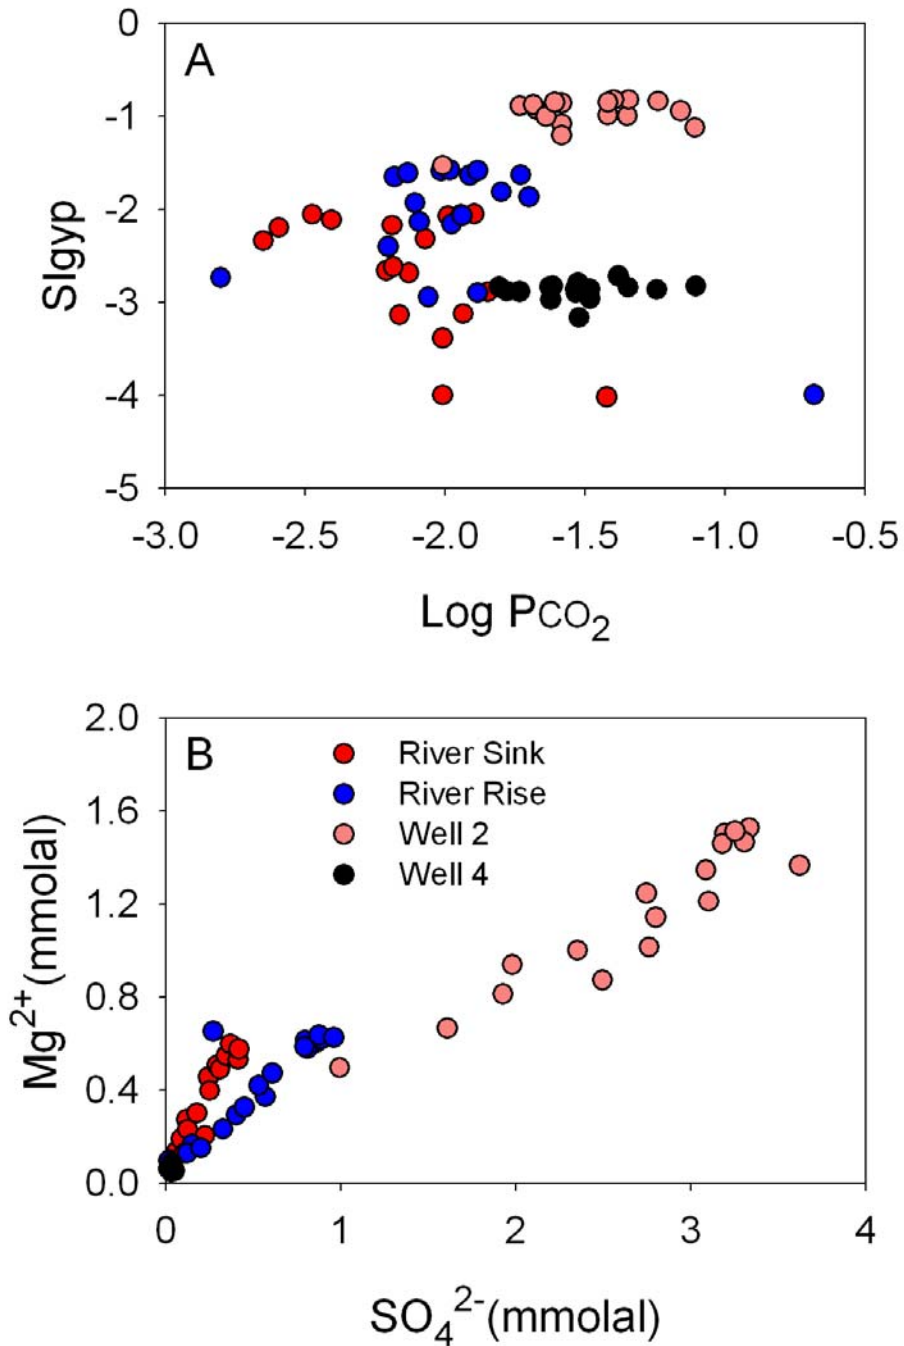 A
0
-1
-2
-3
-4
-5
SIgyp
-3.0 -2.5 -2.0 -1.5 -1.0 -0.5
Log PCO₂
B
River Sink
River Rise
Well 2
Well 4
2.0
1.6
1.2
0.8
0.4
0.0
Mg²⁺(mmolal)
0 1 2 3 4
SO₄²⁻(mmolal)